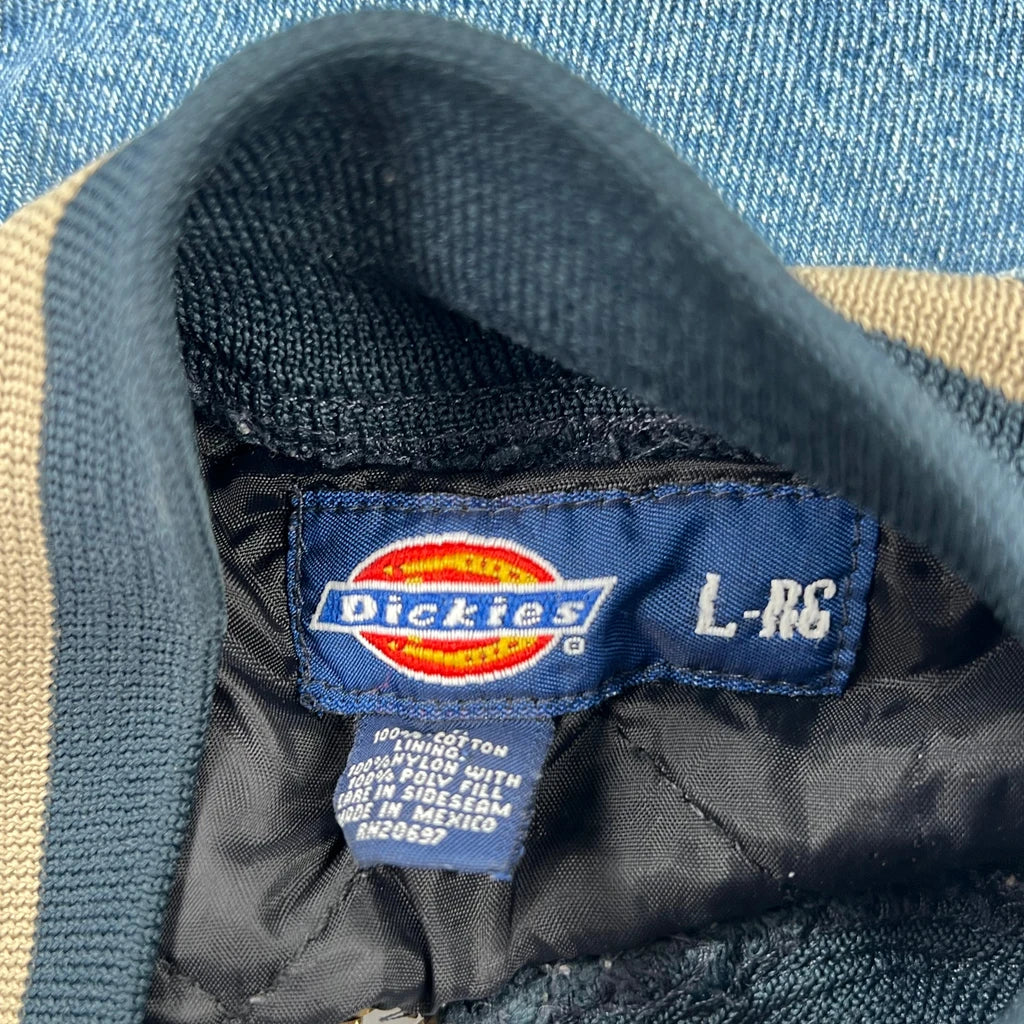 Dickies
L-RG
100% COTTON
LINING,
100% NYLON WITH
100% POLY FILL
CARE IN SIDESEAM
MADE IN MEXICO
RN20697